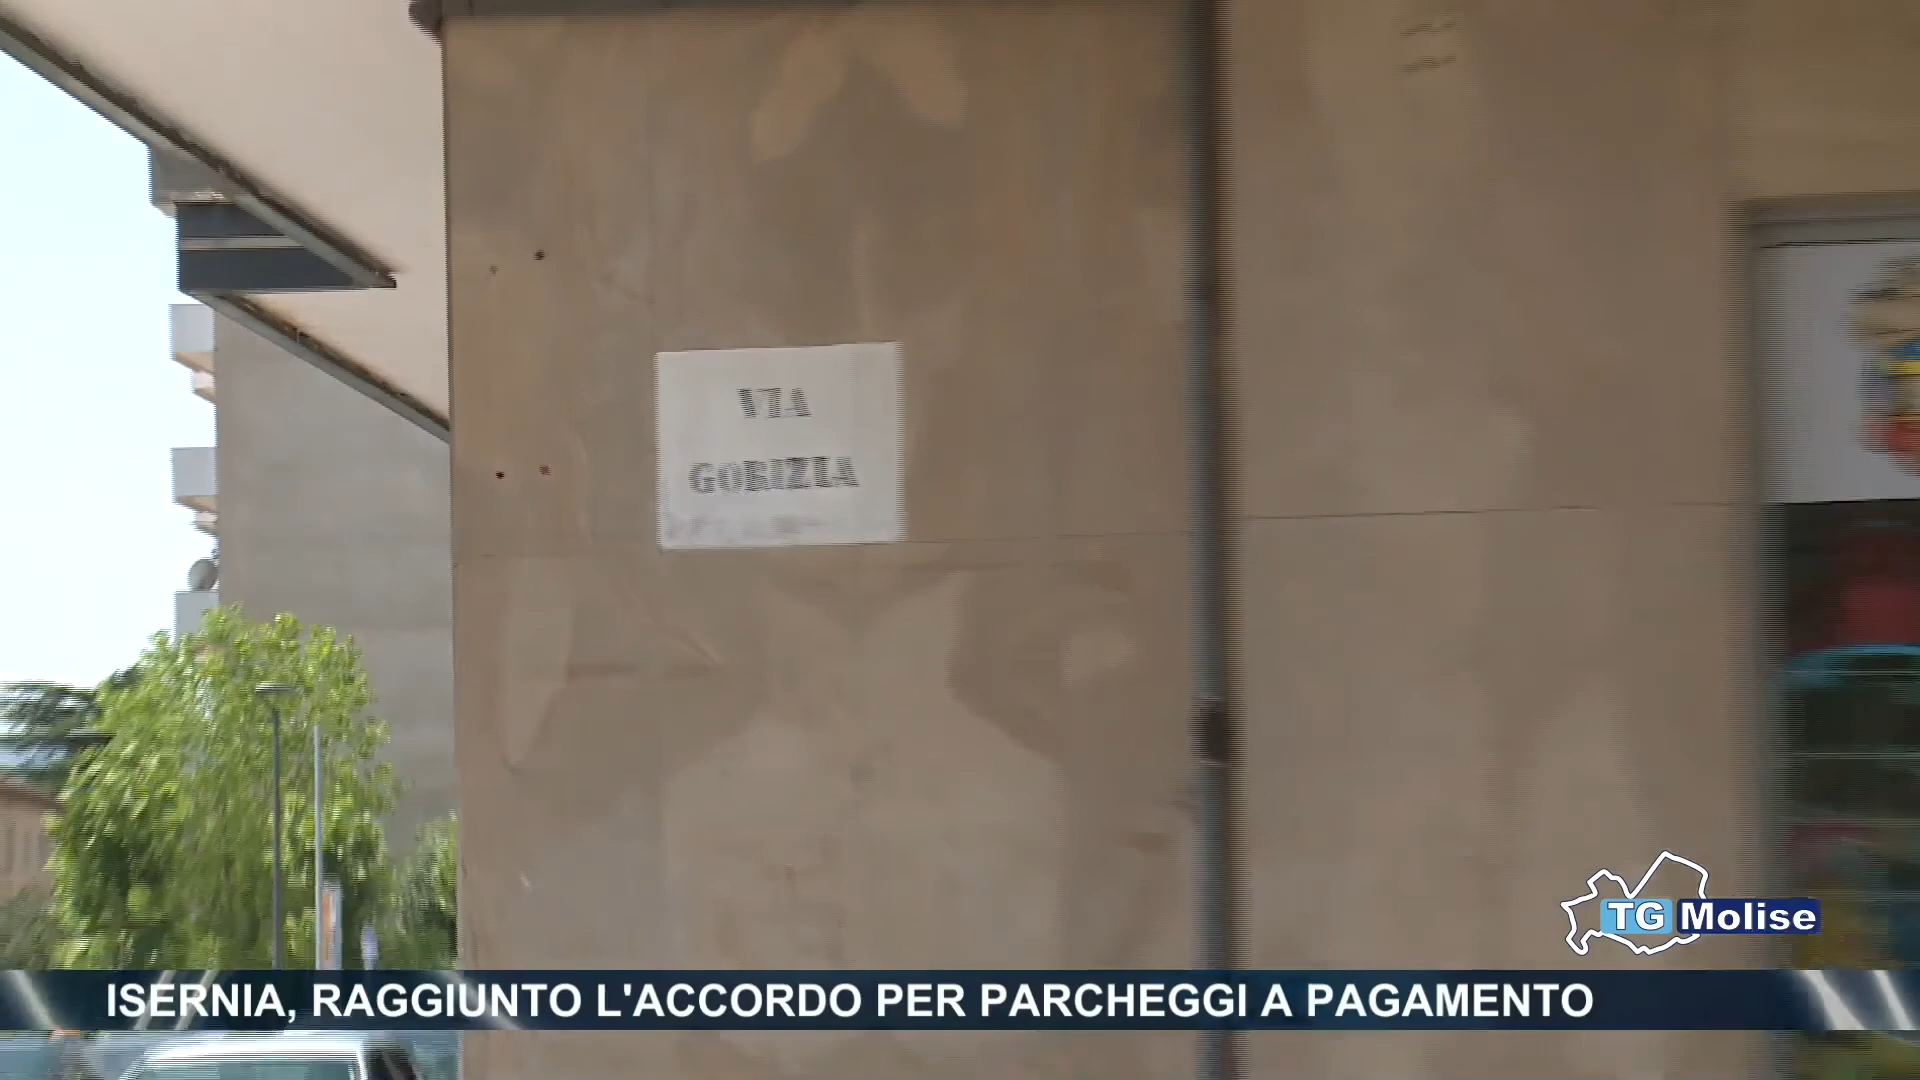 VIA
GORIZIA
TG Molise
ISERNIA, RAGGIUNTO L'ACCORDO PER PARCHEGGI A PAGAMENTO